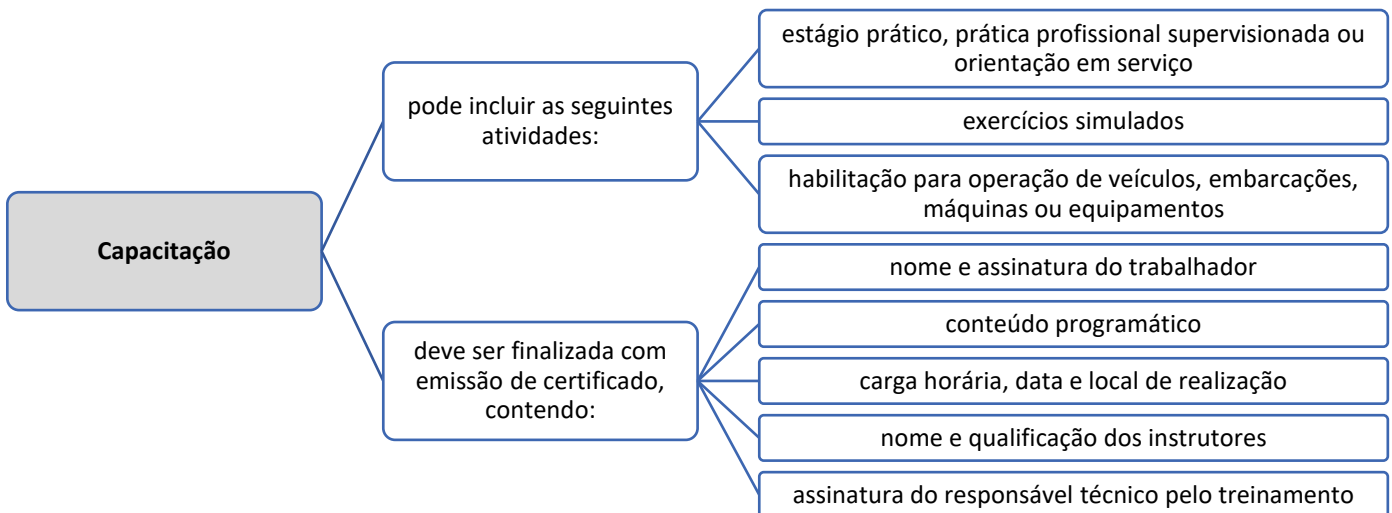 Capacitação
pode incluir as seguintes
atividades:
estágio prático, prática profissional supervisionada ou
orientação em serviço
exercícios simulados
habilitação para operação de veículos, embarcações,
máquinas ou equipamentos
deve ser finalizada com
emissão de certificado,
contendo:
nome e assinatura do trabalhador
conteúdo programático
carga horária, data e local de realização
nome e qualificação dos instrutores
assinatura do responsável técnico pelo treinamento